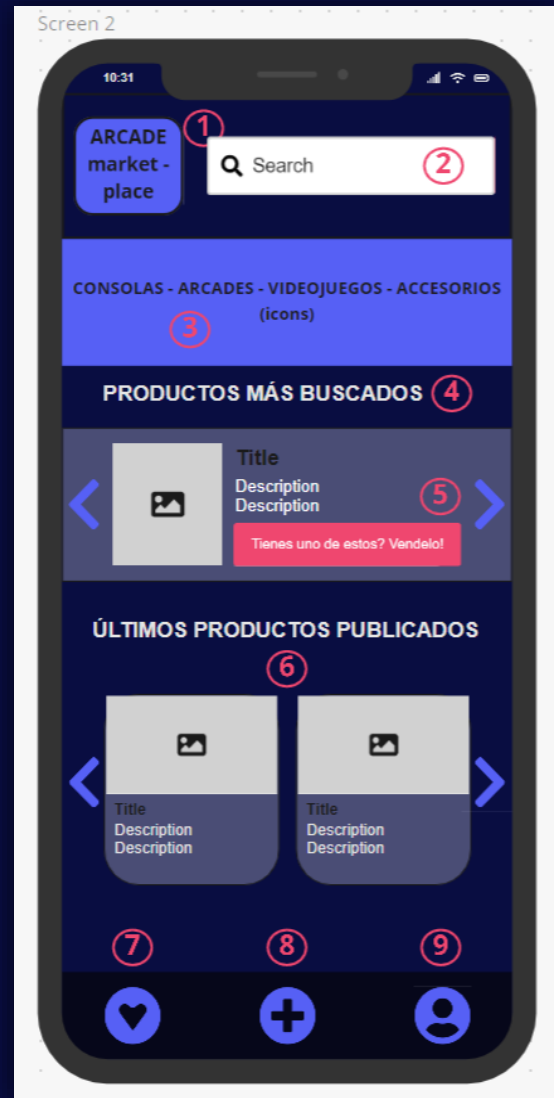 Screen 2
10:31
ARCADE
market -
place
1
Search
2
CONSOLAS - ARCADES - VIDEOJUEGOS - ACCESORIOS
(icons)
3
PRODUCTOS MÁS BUSCADOS 4
Title
Description
Description
5
Tienes uno de estos? Vendelo!
ÚLTIMOS PRODUCTOS PUBLICADOS
6
Title
Description
Description
Title
Description
Description
7
8
9